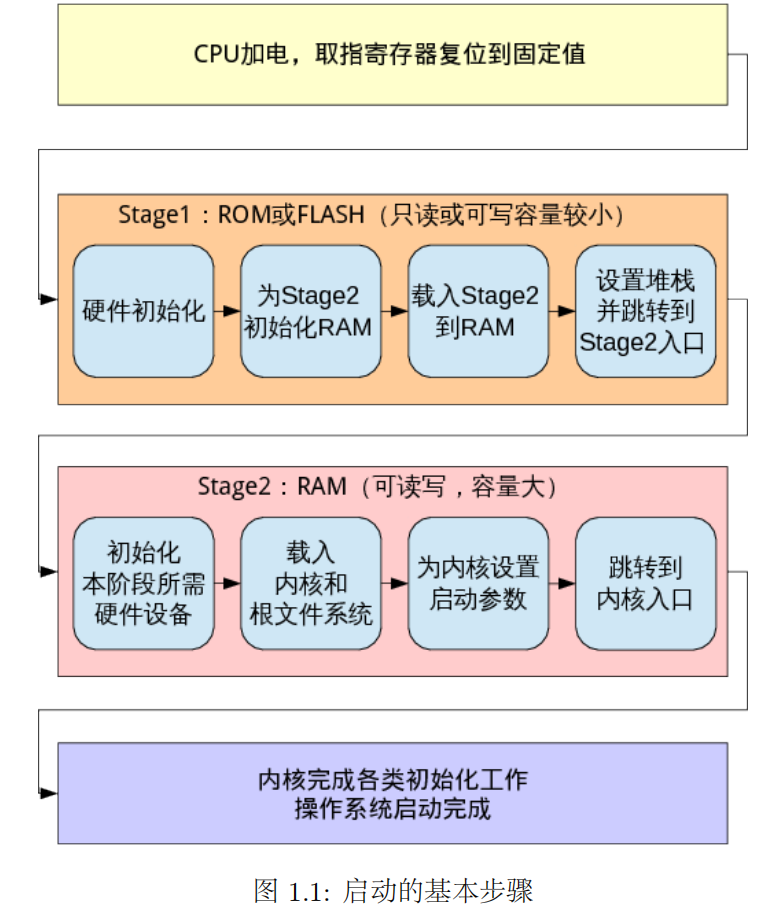 CPU加电，取指寄存器复位到固定值
Stage1：ROM或FLASH（只读或可写容量较小）
硬件初始化
为Stage2
初始化RAM
载入Stage2
到RAM
设置堆栈
并跳转到
Stage2入口
Stage2：RAM（可读写，容量大）
初始化
本阶段所需
硬件设备
载入
内核和
根文件系统
为内核设置
启动参数
跳转到
内核入口
内核完成各类初始化工作
操作系统启动完成
图 1.1: 启动的基本步骤